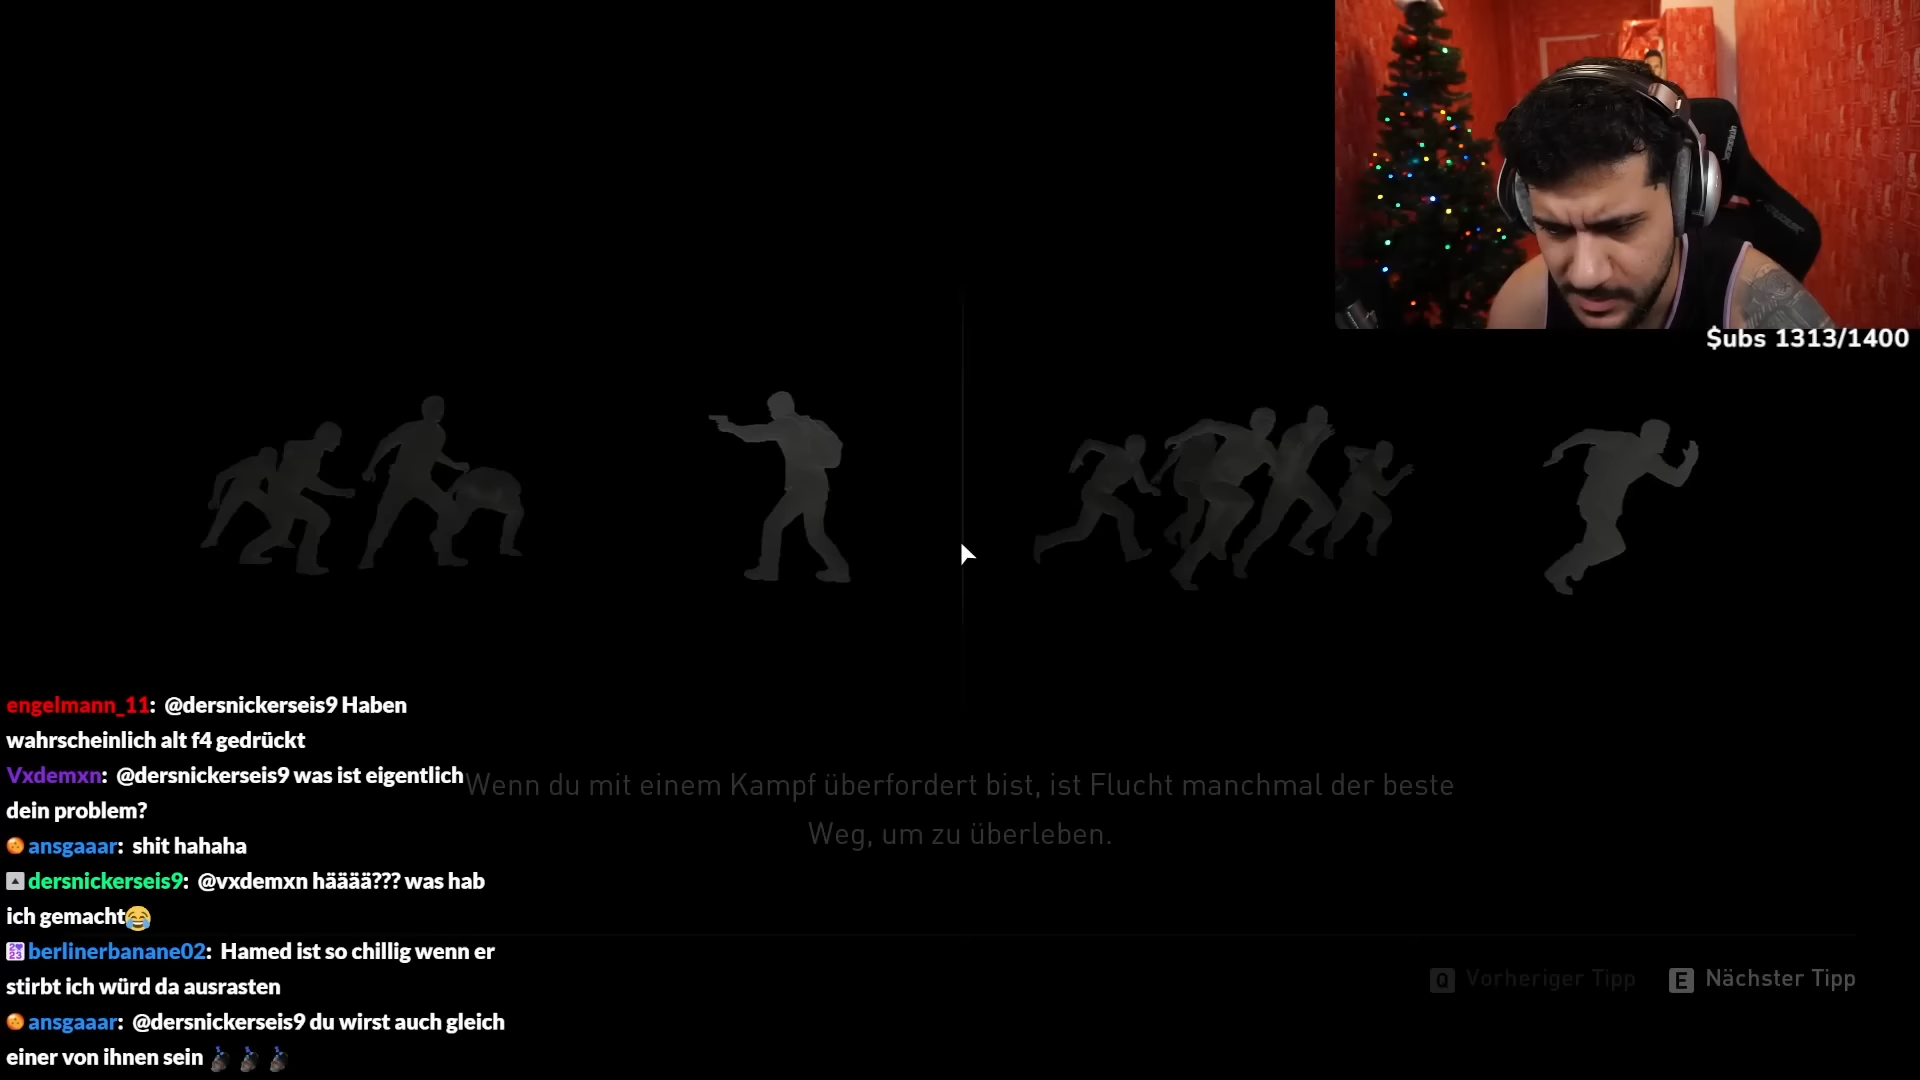 $ubs 1313/1400
engelmann_11: @dersnickerseis9 Haben
wahrscheinlich alt f4 gedrückt
Vxdemxn: @dersnickerseis9 was ist eigentlich
dein problem?
ansgaaar: shit hahaha
dersnickerseis9: @vxdemxn hääää??? was hab
ich gemacht😂
berlinerbanane02: Hamed ist so chillig wenn er
stirbt ich würd da ausrasten
ansgaaar: @dersnickerseis9 du wirst auch gleich
einer von ihnen sein
Wenn du mit einem Kampf überfordert bist, ist Flucht manchmal der beste
Weg, um zu überleben.
Q Vorheriger Tipp E Nächster Tipp